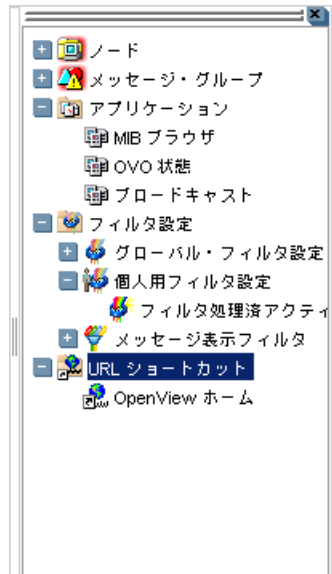 ノード
メッセージ・グループ
アプリケーション
MIB ブラウザ
OVO 状態
ブロードキャスト
フィルタ設定
グローバル・フィルタ設定
個人用フィルタ設定
フィルタ処理済アクティ
メッセージ表示フィルタ
URL ショートカット
OpenView ホーム